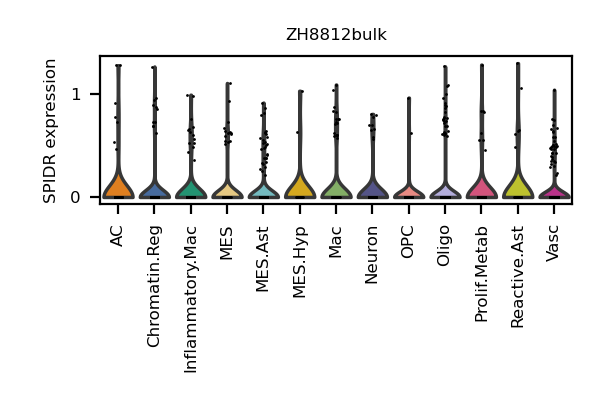 ZH8812bulk
SPIDR expression
1
0
AC
Chromatin.Reg
Inflammatory.Mac
MES
MES.Ast
MES.Hyp
Mac
Neuron
OPC
Oligo
Prolif.Metab
Reactive.Ast
Vasc